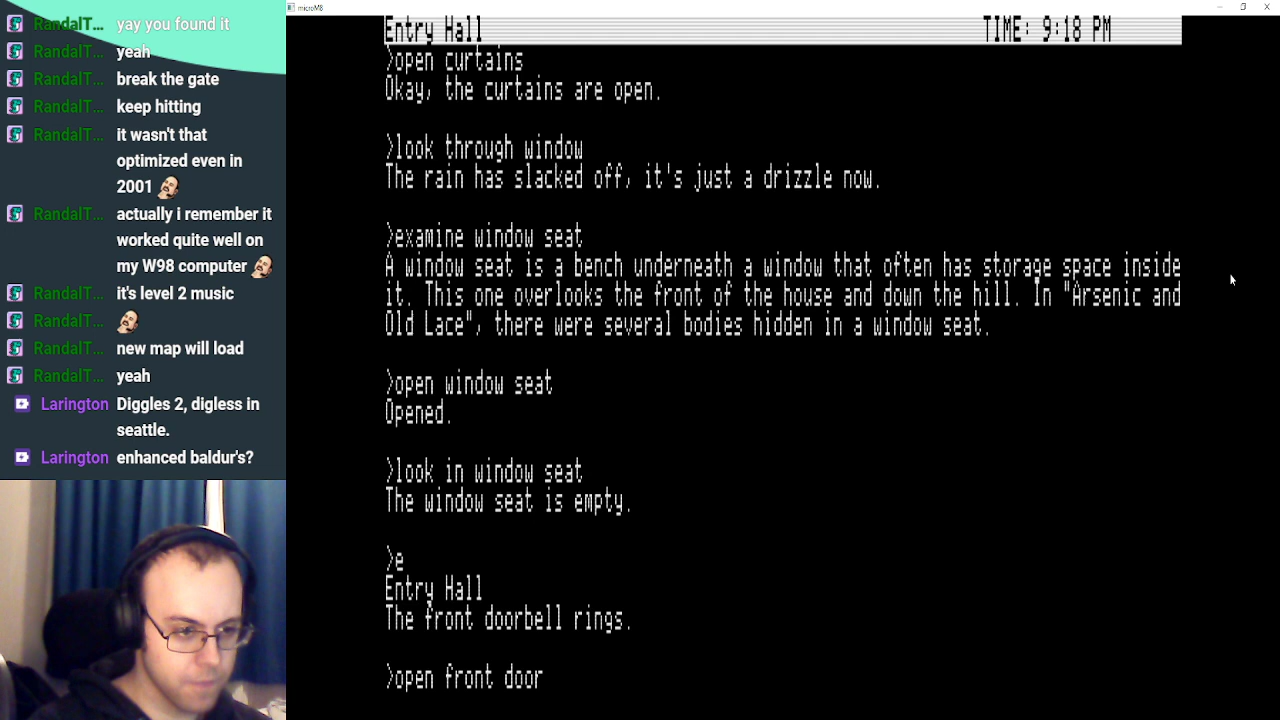 RandalT... yay you found it
RandalT... yeah
RandalT... break the gate
RandalT... keep hitting
RandalT... it wasn't that
optimized even in
2001
RandalT... actually i remember it
worked quite well on
my W98 computer
RandalT... it's level 2 music
RandalT...
RandalT... new map will load
RandalT... yeah
Larington Diggles 2, digless in
seattle.
Larington enhanced baldur's?
microM8
Entry Hall TIME: 9:18 PM
>open curtains
Okay, the curtains are open.
>look through window
The rain has slacked off, it's just a drizzle now.
>examine window seat
A window seat is a bench underneath a window that often has storage space inside
it. This one overlooks the front of the house and down the hill. In "Arsenic and
Old Lace", there were several bodies hidden in a window seat.
>open window seat
Opened.
>look in window seat
The window seat is empty.
>e
Entry Hall
The front doorbell rings.
>open front door